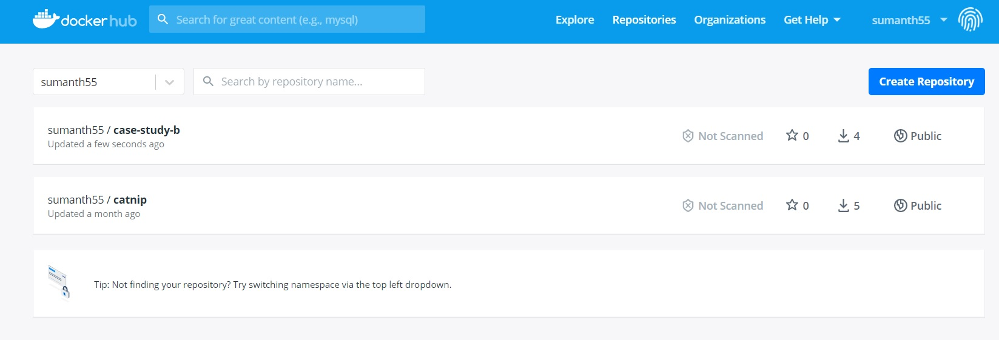 docker hub Search for great content (e.g., mysql) Explore Repositories Organizations Get Help sumanth55
sumanth55 Search by repository name... Create Repository
sumanth55 / case-study-b
Updated a few seconds ago
Not Scanned 0 4 Public
sumanth55 / catnip
Updated a month ago
Not Scanned 0 5 Public
Tip: Not finding your repository? Try switching namespace via the top left dropdown.